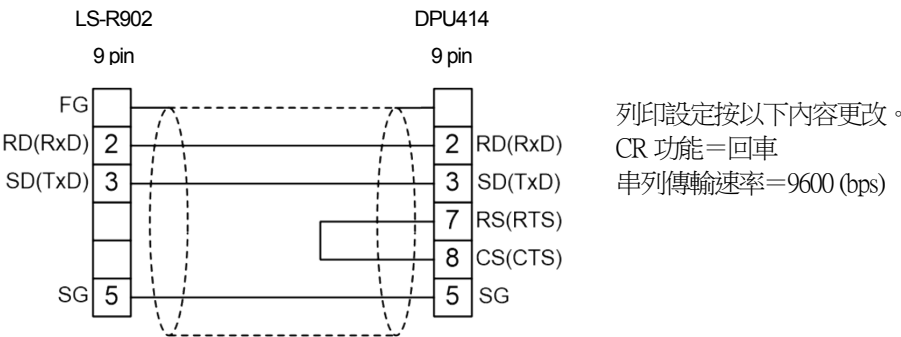 LS-R902 DPU414
9 pin 9 pin
FG
RD(RxD) 2 2 RD(RxD)
SD(TxD) 3 3 SD(TxD)
7 RS(RTS)
8 CS(CTS)
SG 5 5 SG
列印設定按以下內容更改。
CR 功能＝回車
串列傳輸速率＝9600 (bps)